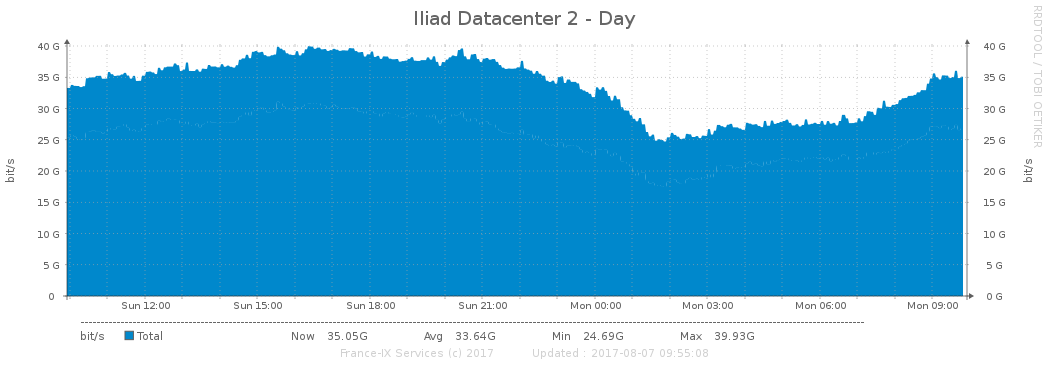 Iliad Datacenter 2 - Day
RRDTOOL / TOBI OETIKER
bit/s
40 G
35 G
30 G
25 G
20 G
15 G
10 G
5 G
0
40 G
35 G
30 G
25 G
20 G
15 G
10 G
5 G
0 G
bit/s
Sun 12:00 Sun 15:00 Sun 18:00 Sun 21:00 Mon 00:00 Mon 03:00 Mon 06:00 Mon 09:00
bit/s Total Now 35.05G Avg 33.64G Min 24.69G Max 39.93G
France-IX Services (c) 2017 Updated : 2017-08-07 09:55:08